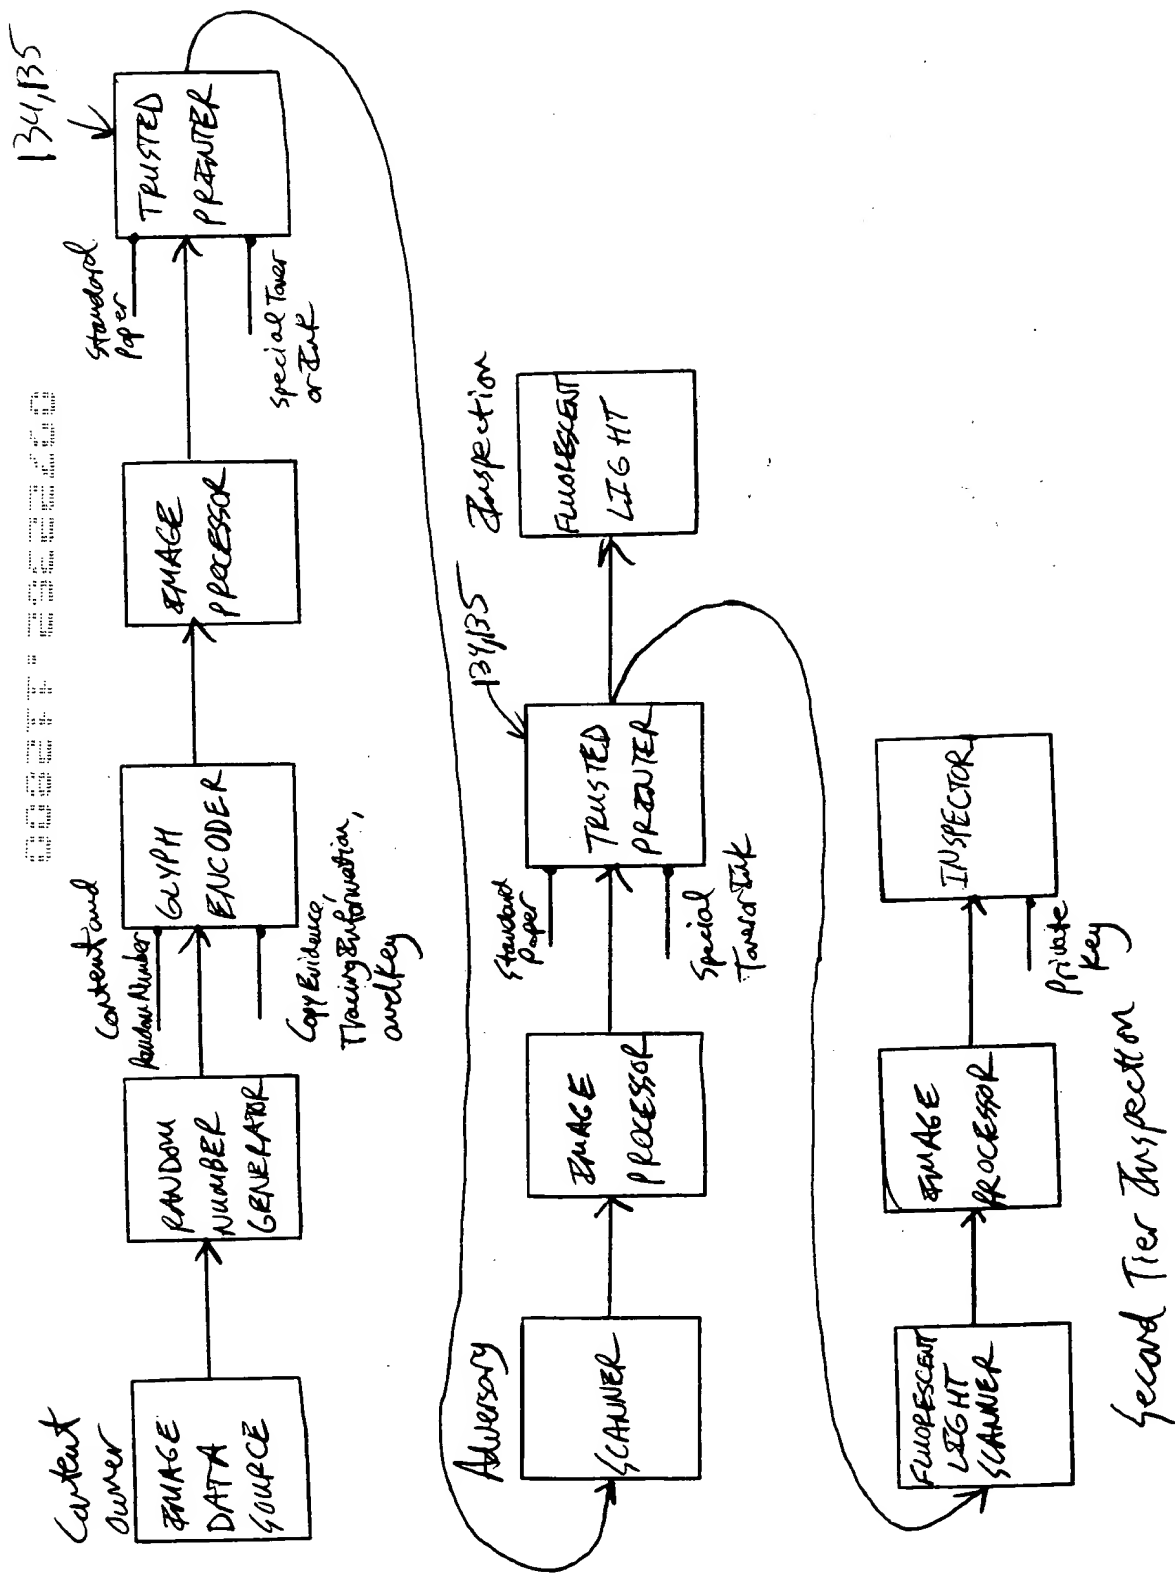 134,135
Content
Owner
IMAGE
DATA
SOURCE
RANDOM
NUMBER
GENERATOR
Content and
Random Number
GLYPH
ENCODER
Copy Evidence,
Tracing Information,
and Key
IMAGE
PROCESSOR
Standard
Paper
TRUSTED
PRINTER
Special Toner
or Ink
Adversary
SCANNER
IMAGE
PROCESSOR
134,135
Standard
Paper
TRUSTED
PRINTER
Special
Toner or Ink
Inspection
FLUORESCENT
LIGHT
FLUORESCENT
LIGHT
SCANNER
IMAGE
PROCESSOR
INSPECTOR
Private
Key
Second Tier Inspection